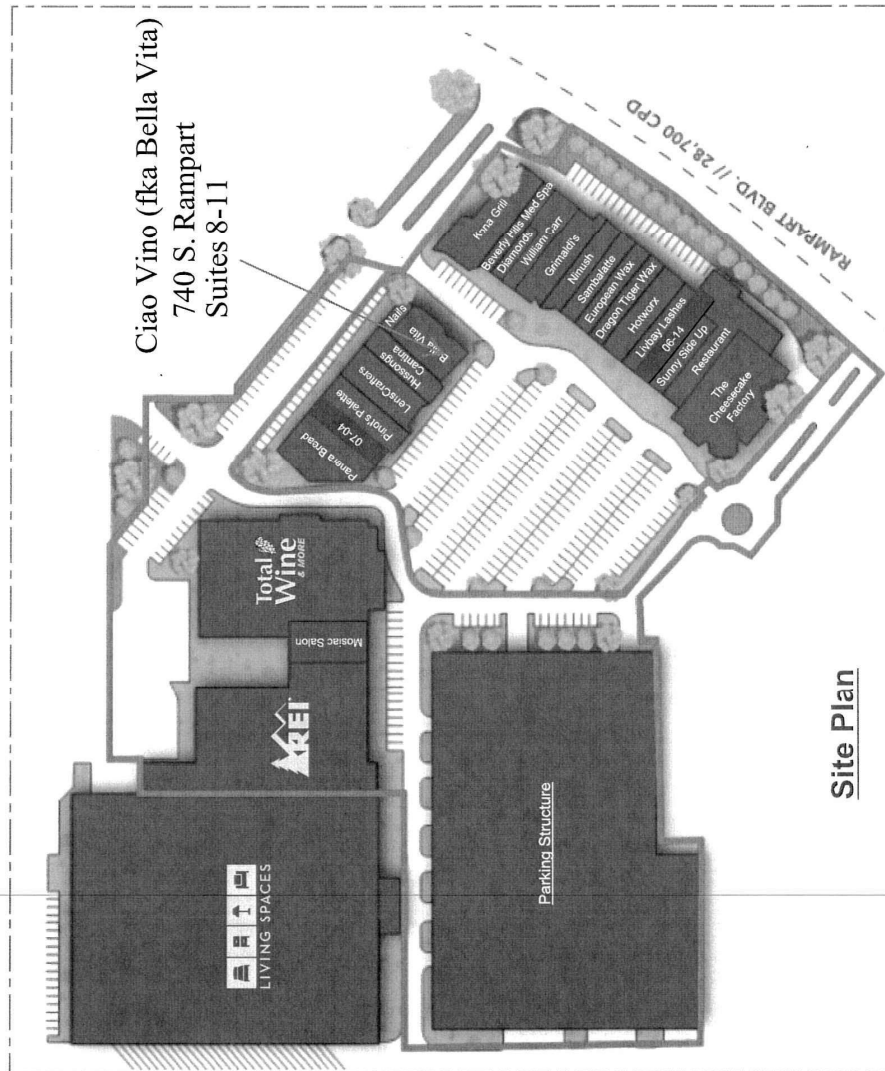 Ciao Vino (fka Bella Vita)
740 S. Rampart
Suites 8-11
RAMPART BLVD. // 28,700 CPD
Kona Grill
Beverly Hills Med Spa
Diamonds
William Carr
Grimaldi's
Ninush
Sambalatte
European Wax
Dragon Tiger Wax
Hotworx
Livbay Lashes
06-14
Sunny Side Up
Restaurant
The
Cheesecake
Factory
Nails
Bella Vita
Cantina
Hussongs
LensCrafters
Pinot's Palette
07-04
Panera Bread
Total
Wine
& MORE
Mosiac Salon
REI
LIVING SPACES
Parking Structure
Site Plan